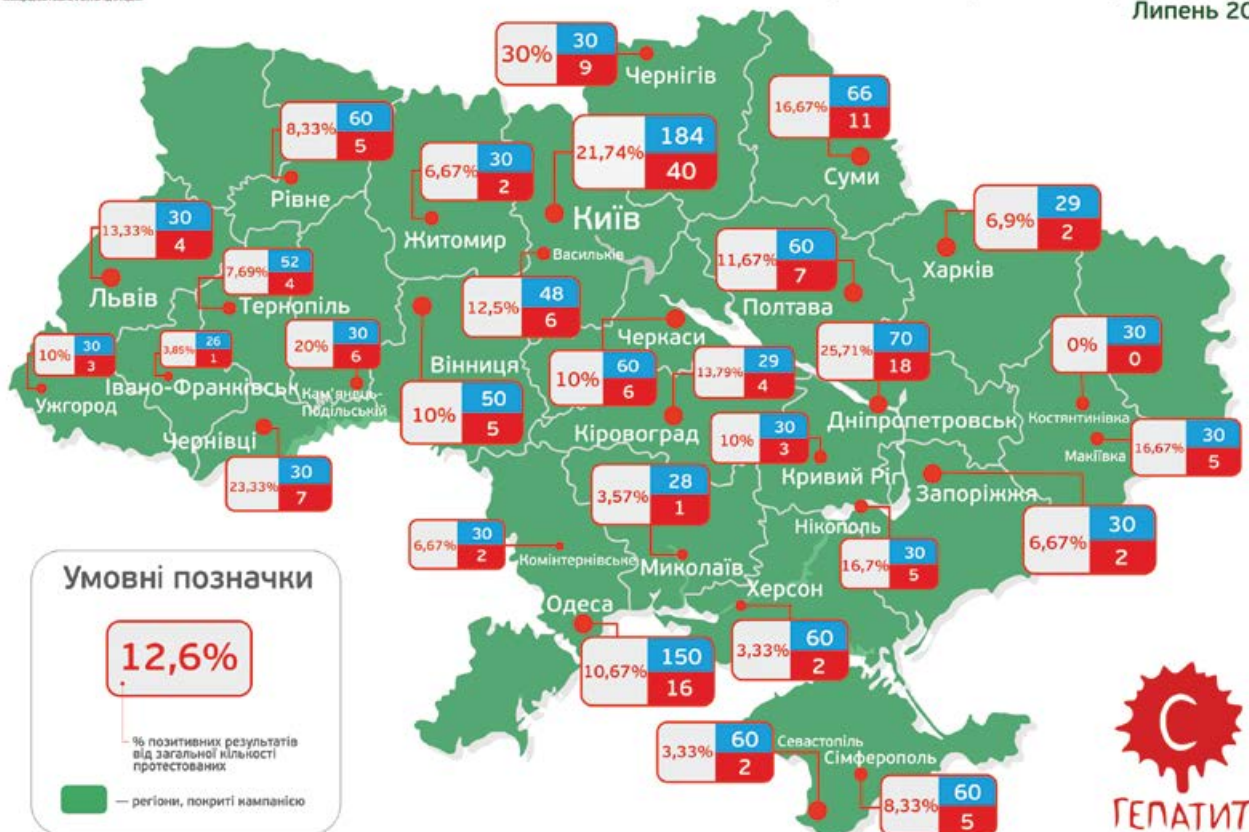 Липень 20
30%
30
9
Чернігів
16,67%
66
11
Суми
8,33%
60
5
Рівне
6,67%
30
2
Житомир
21,74%
184
40
Київ
6,9%
29
2
Харків
13,33%
30
4
Львів
7,69%
52
4
Тернопіль
Васильків
12,5%
48
6
11,67%
60
7
Полтава
10%
30
3
Ужгород
3,85%
26
1
Івано-Франківськ
20%
30
6
Кам'янець-
Подільській
Вінниця
10%
50
5
Черкаси
10%
60
6
13,79%
29
4
Кіровоград
25,71%
70
18
Дніпропетровськ
0%
30
0
Костянтинівка
Макіївка
16,67%
30
5
Чернівці
23,33%
30
7
10%
30
3
Кривий Ріг
Запоріжжя
6,67%
30
2
3,57%
28
1
Миколаїв
Нікополь
16,7%
30
5
6,67%
30
2
Комінтернівське
Херсон
3,33%
60
2
Одеса
10,67%
150
16
3,33%
60
2
Севастопіль
Сімферополь
8,33%
60
5
Умовні позначки
12,6%
% позитивних результатів
від загальної кількості
протестованих
— регіони, покриті кампанією
С
ГЕПАТИТ